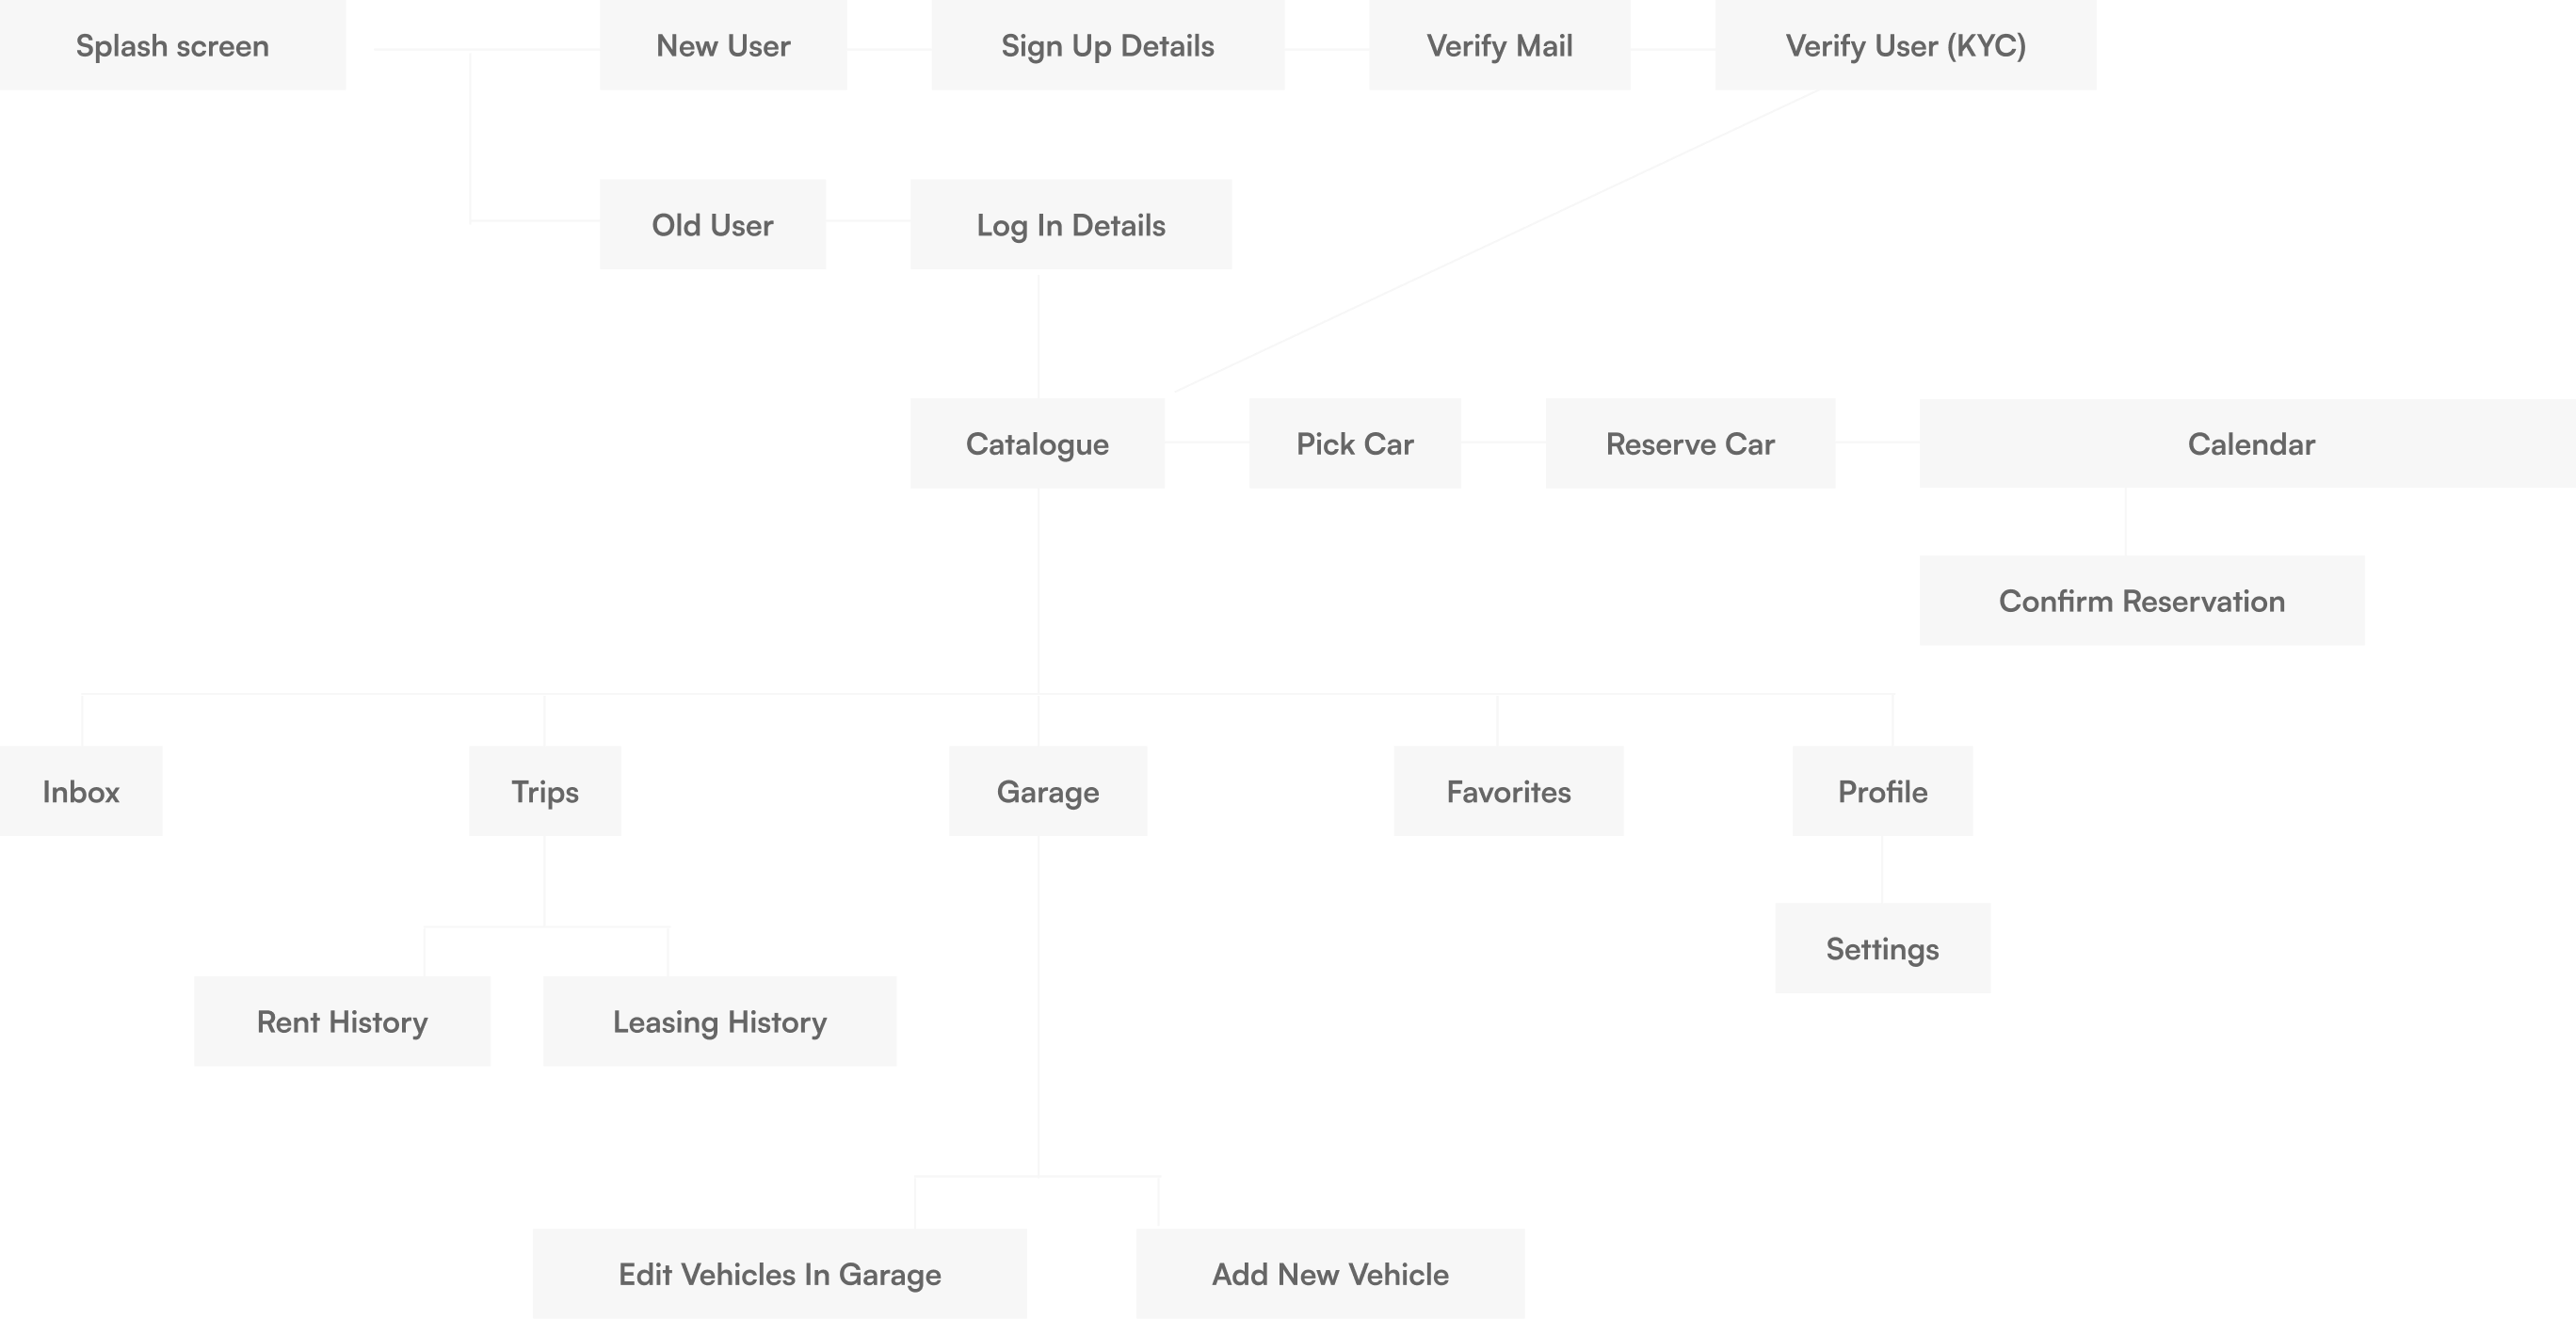 Splash screen
New User
Sign Up Details
Verify Mail
Verify User (KYC)
Old User
Log In Details
Catalogue
Pick Car
Reserve Car
Calendar
Confirm Reservation
Inbox
Trips
Garage
Favorites
Profile
Settings
Rent History
Leasing History
Edit Vehicles In Garage
Add New Vehicle